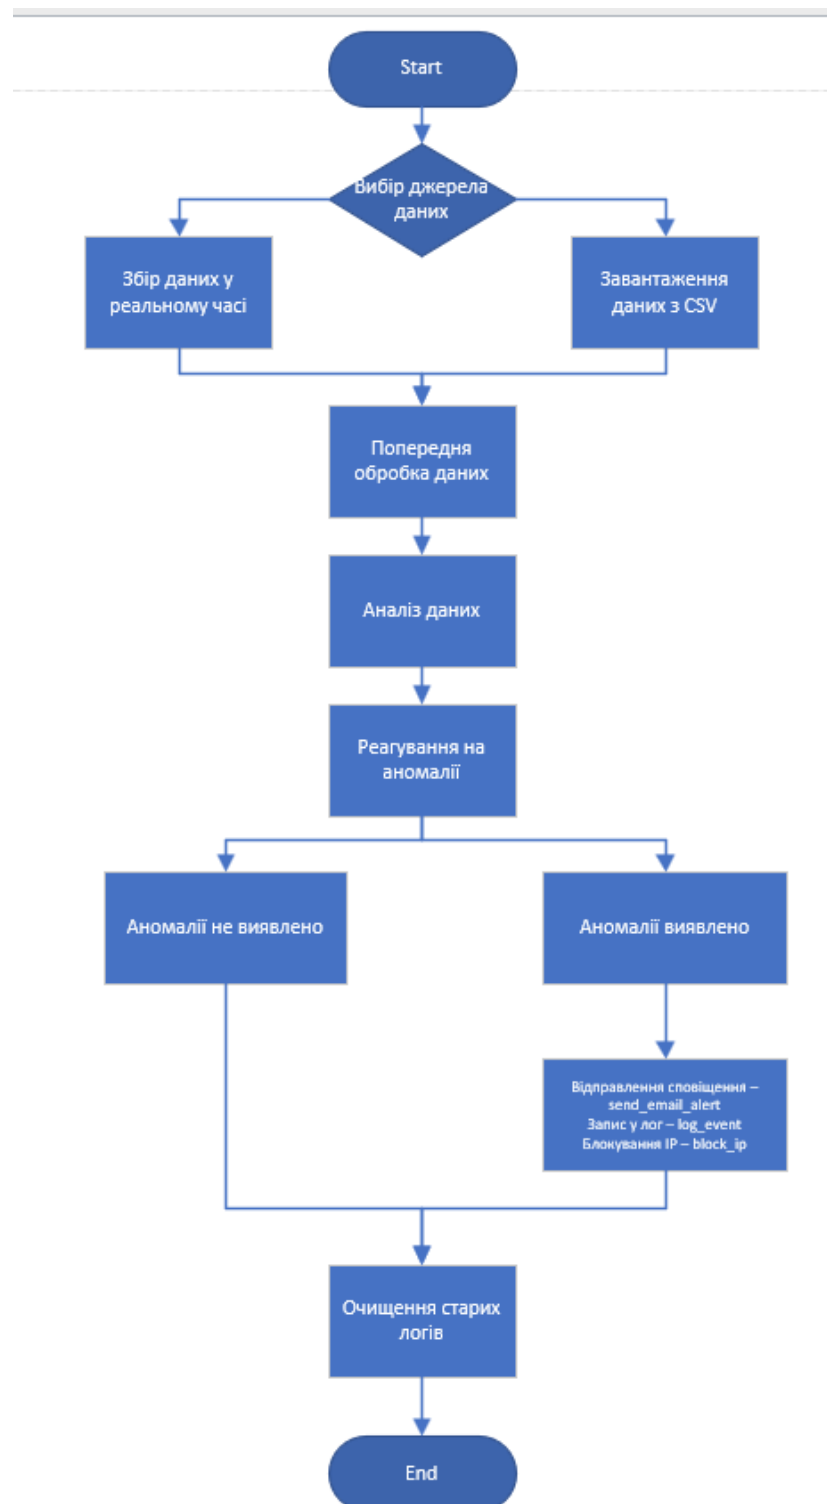 Start
Вибір джерела
даних
Збір даних у
реальному часі
Завантаження
даних з CSV
Попередня
обробка даних
Аналіз даних
Реагування на
аномалії
Аномалії не виявлено
Аномалії виявлено
Відправлення сповіщення –
send_email_alert
Запис у лог – log_event
Блокування IP – block_ip
Очищення старих
логів
End